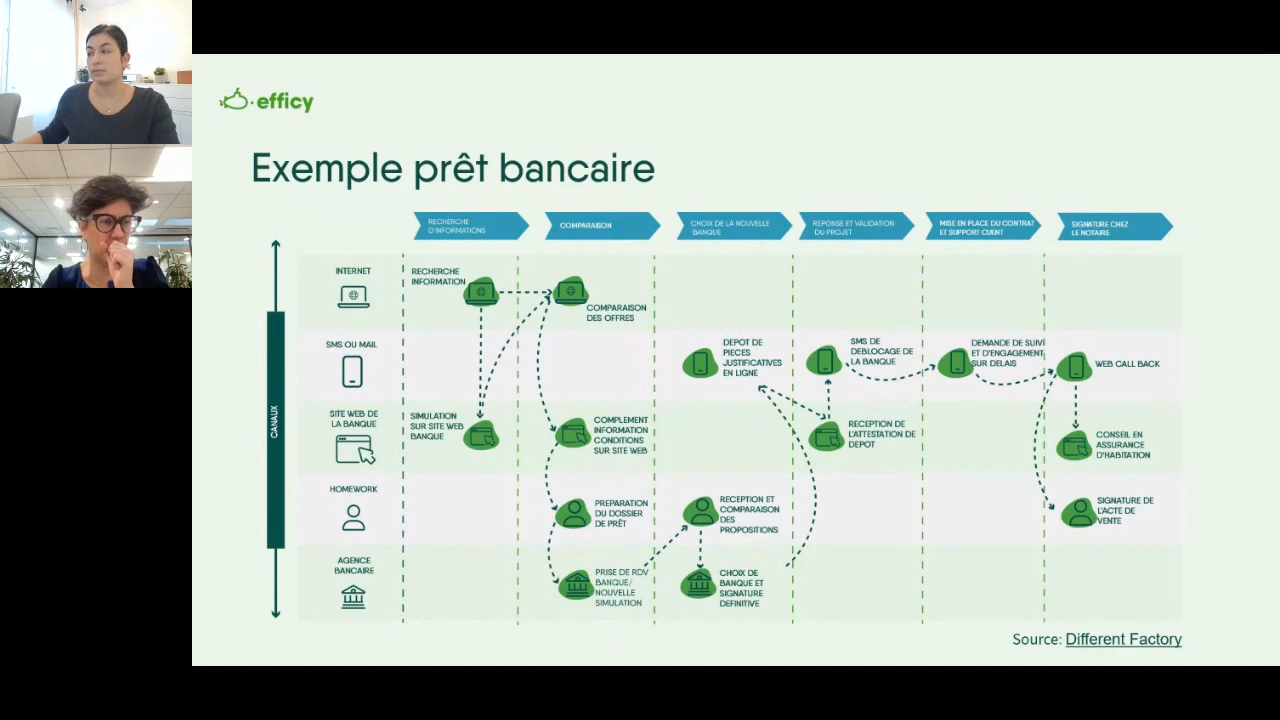 efficy
Exemple prêt bancaire
RECHERCHE
D'INFORMATIONS
COMPARAISON
CHOIX DE LA NOUVELLE
BANQUE
REPONSE ET VALIDATION
DU PROJET
MISE EN PLACE DU CONTRAT
ET SUPPORT CLIENT
SIGNATURE CHEZ
LE NOTAIRE
CANAUX
INTERNET
RECHERCHE
INFORMATION
COMPARAISON
DES OFFRES
SMS OU MAIL
DEPOT DE
PIECES
JUSTIFICATIVES
EN LIGNE
SMS DE
DEBLOCAGE DE
LA BANQUE
DEMANDE DE SUIVI
ET D'ENGAGEMENT
SUR DELAIS
WEB CALL BACK
SITE WEB DE
LA BANQUE
SIMULATION
SUR SITE WEB
BANQUE
COMPLEMENT
INFORMATION
CONDITIONS
SUR SITE WEB
RECEPTION DE
L'ATTESTATION DE
DEPOT
CONSEIL EN
ASSURANCE
D'HABITATION
HOMEWORK
PREPARATION
DU DOSSIER
DE PRÊT
RECEPTION ET
COMPARAISON
DES
PROPOSITIONS
SIGNATURE DE
L'ACTE DE
VENTE
AGENCE
BANCAIRE
PRISE DE RDV
BANQUE/
NOUVELLE
SIMULATION
CHOIX DE
BANQUE ET
SIGNATURE
DEFINITIVE
Source: Different Factory